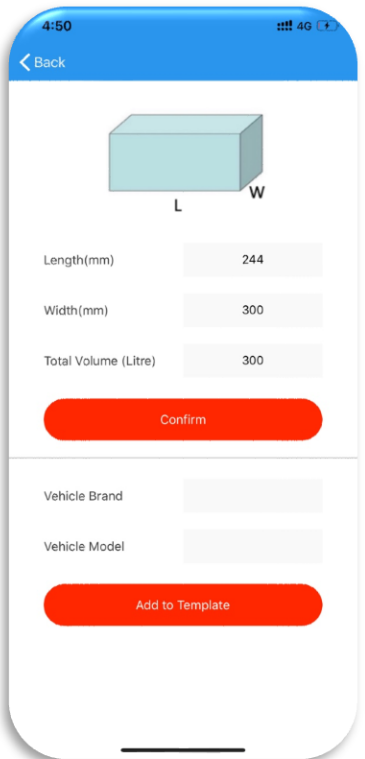 4:50
4G
Back
W
L
Length(mm) 244
Width(mm) 300
Total Volume (Litre) 300
Confirm
Vehicle Brand
Vehicle Model
Add to Template